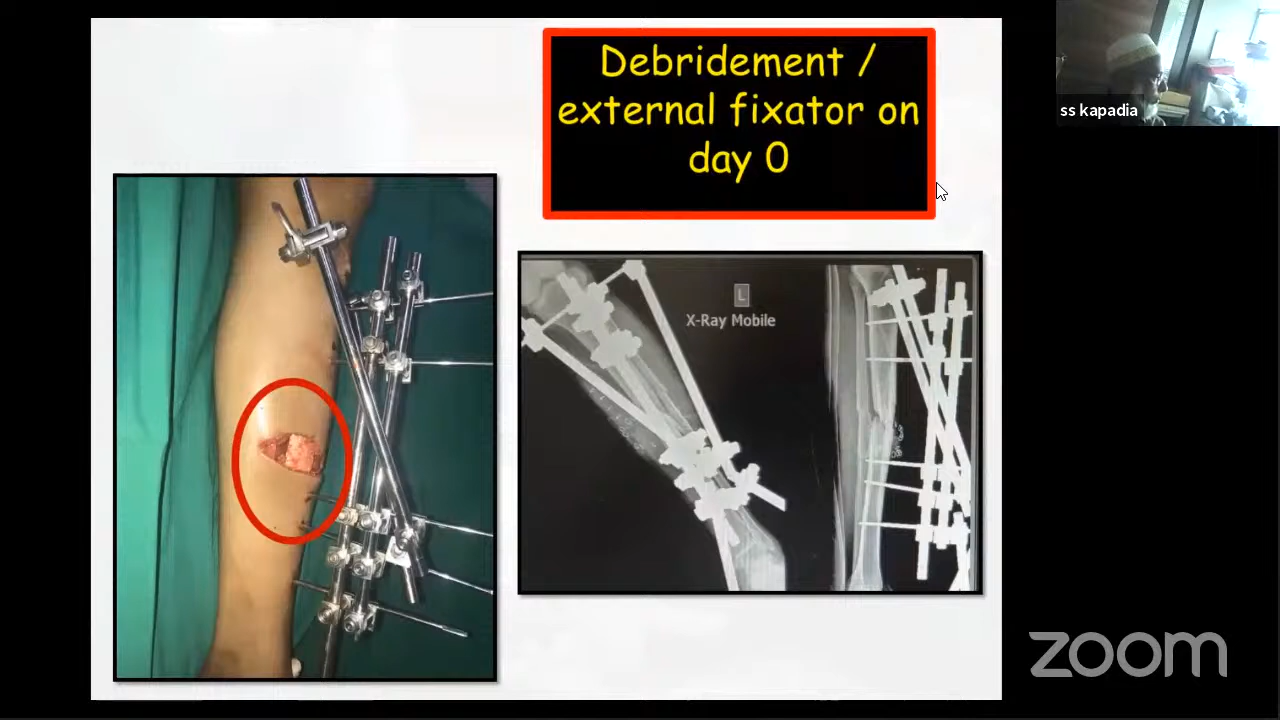 Debridement /
external fixator on
day 0
ss kapadia
L
X-Ray Mobile
zoom